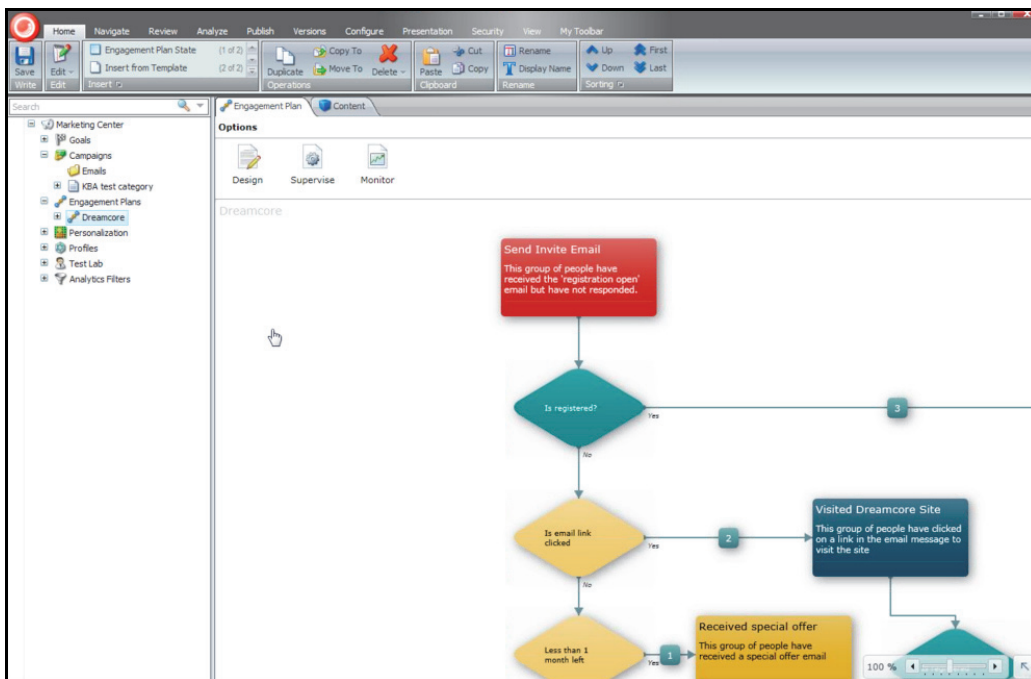 Home Navigate Review Analyze Publish Versions Configure Presentation Security View My Toolbar
Save
Write
Edit
Edit
Engagement Plan State (1 of 2)
Insert from Template (2 of 2)
Insert
Duplicate
Copy To
Move To
Delete
Operations
Paste
Cut
Copy
Clipboard
Rename
Display Name
Rename
Up First
Down Last
Sorting
Search
Marketing Center
Goals
Campaigns
Emails
KBA test category
Engagement Plans
Dreamcore
Personalization
Profiles
Test Lab
Analytics Filters
Engagement Plan Content
Options
Design Supervise Monitor
Dreamcore
Send Invite Email
This group of people have
received the 'registration open'
email but have not responded.
Is registered?
Yes
3
No
Is email link
clicked
Yes
2
Visited Dreamcore Site
This group of people have clicked
on a link in the email message to
visit the site
No
Less than 1
month left
Yes
1
Received special offer
This group of people have
received a special offer email
100 %